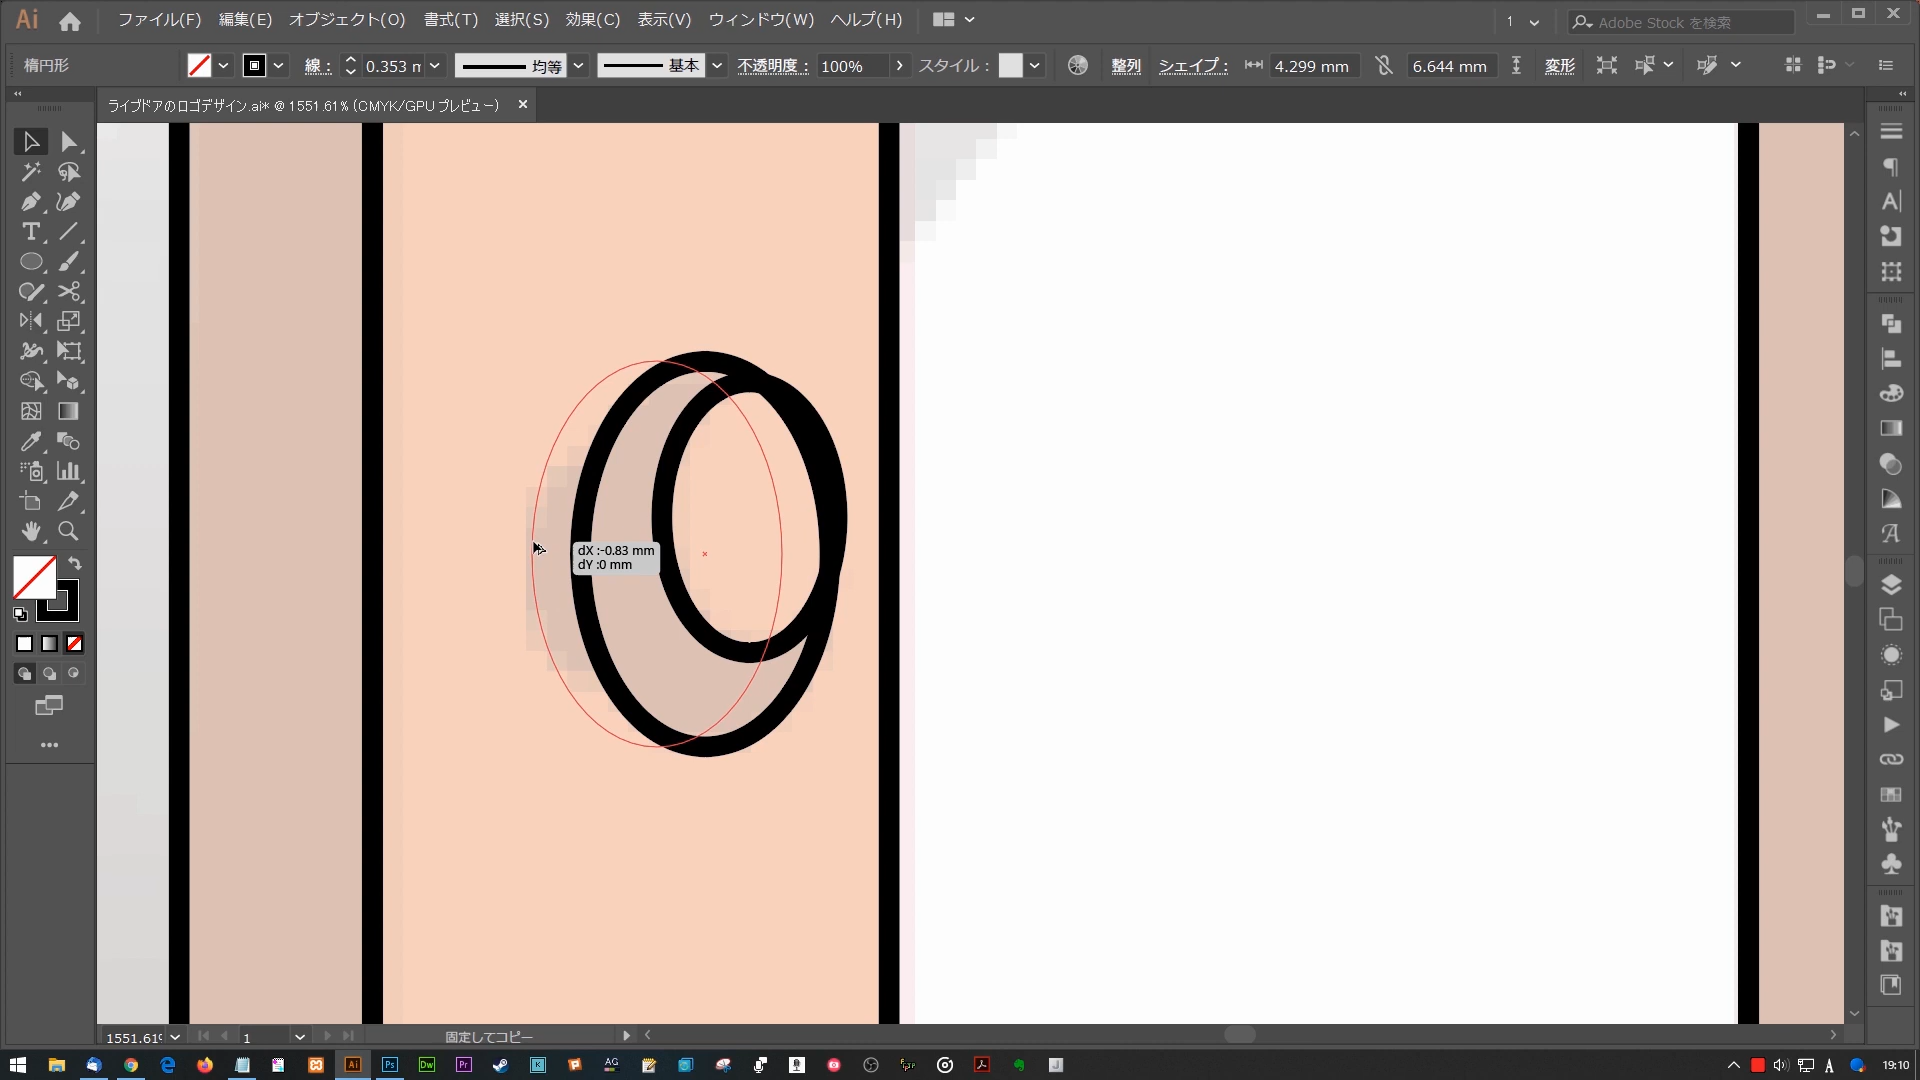 Ai ファイル(F) 編集(E) オブジェクト(O) 書式(T) 選択(S) 効果(C) 表示(V) ウィンドウ(W) ヘルプ(H) 1 Adobe Stock を検索
楕円形 線： 0.353 n 均等 基本 不透明度： 100% スタイル： 整列 シェイプ： 4.299 mm 6.644 mm 変形
ライブドアのロゴデザイン.ai* @ 1551.61% (CMYK/GPU プレビュー)
dX :-0.83 mm
dY :0 mm
1551.61% 1 固定してコピー
Ai Ps Dw Pr K AG A J 19:10